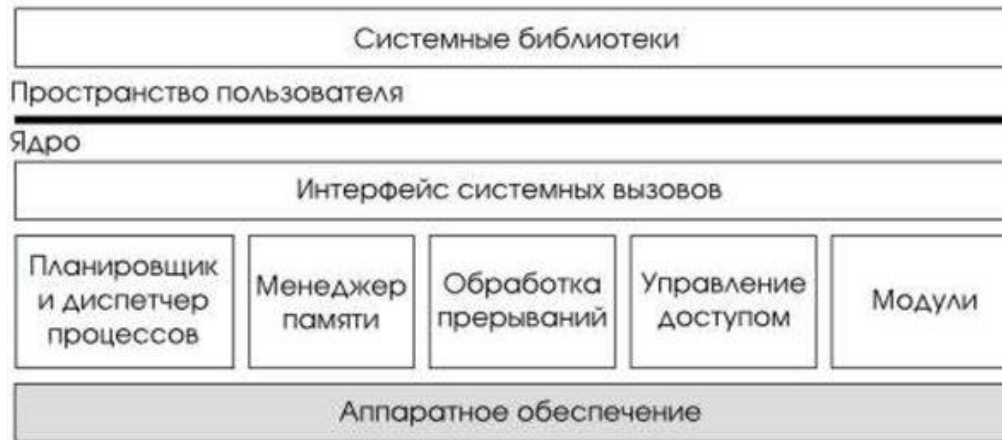 Системные библиотеки
Пространство пользователя
Ядро
Интерфейс системных вызовов
Планировщик
и диспетчер
процессов
Менеджер
памяти
Обработка
прерываний
Управление
доступом
Модули
Аппаратное обеспечение